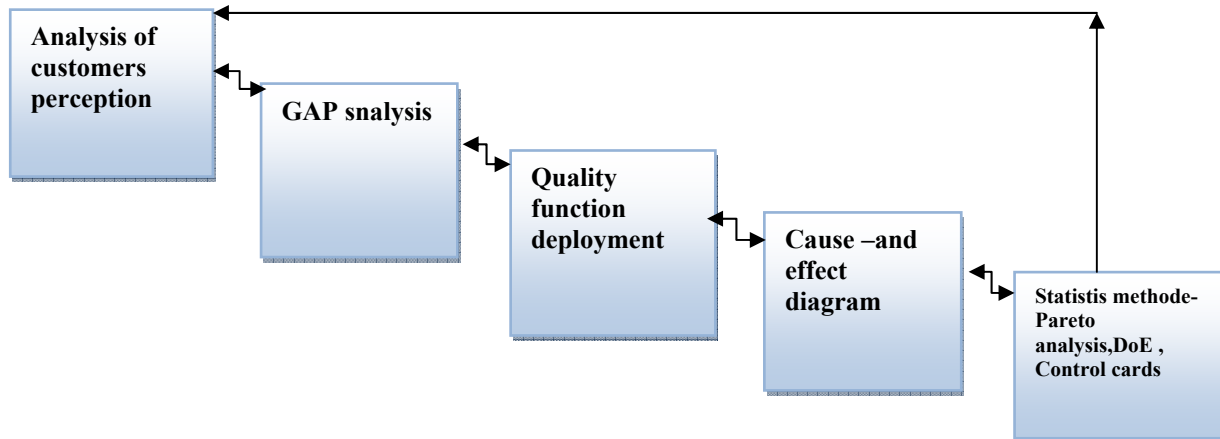 Analysis of
customers
perception
GAP snalysis
Quality
function
deployment
Cause –and
effect
diagram
Statistis methode-
Pareto
analysis,DoE ,
Control cards